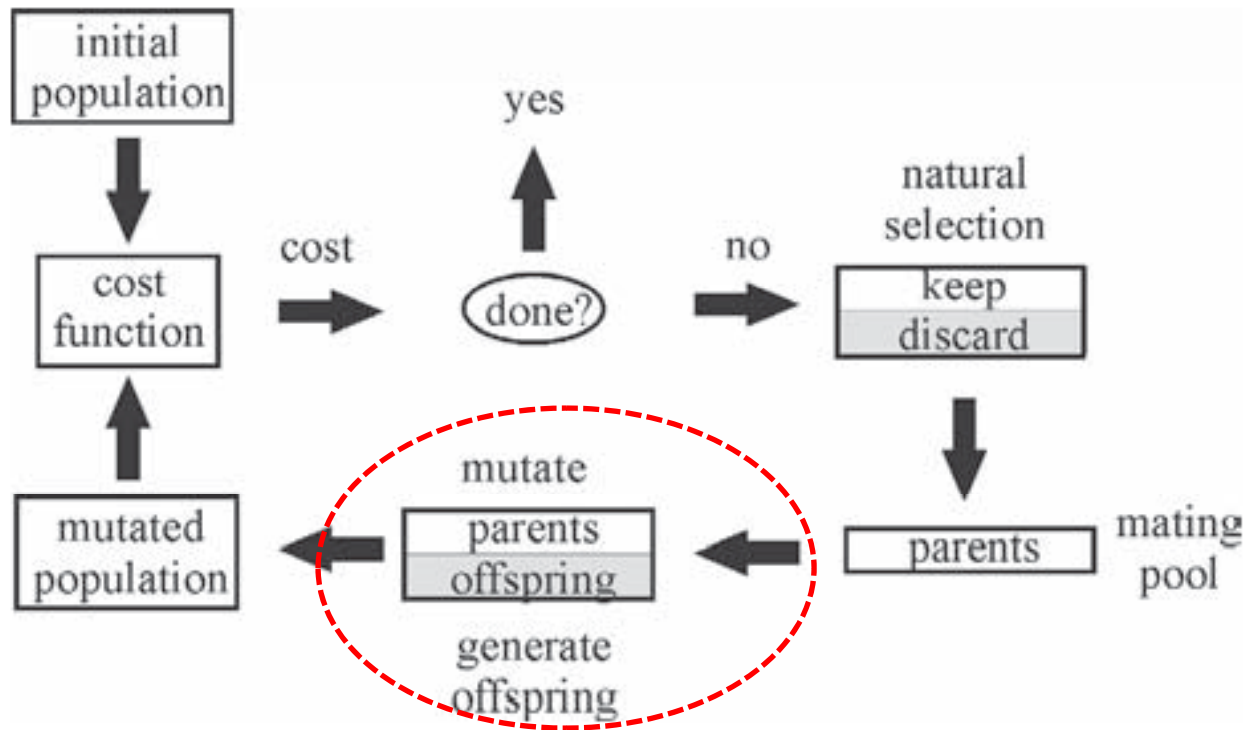 initial
population
yes
natural
selection
cost
no
cost
function
done?
keep
discard
mutate
mutated
population
parents
offspring
parents
mating
pool
generate
offspring